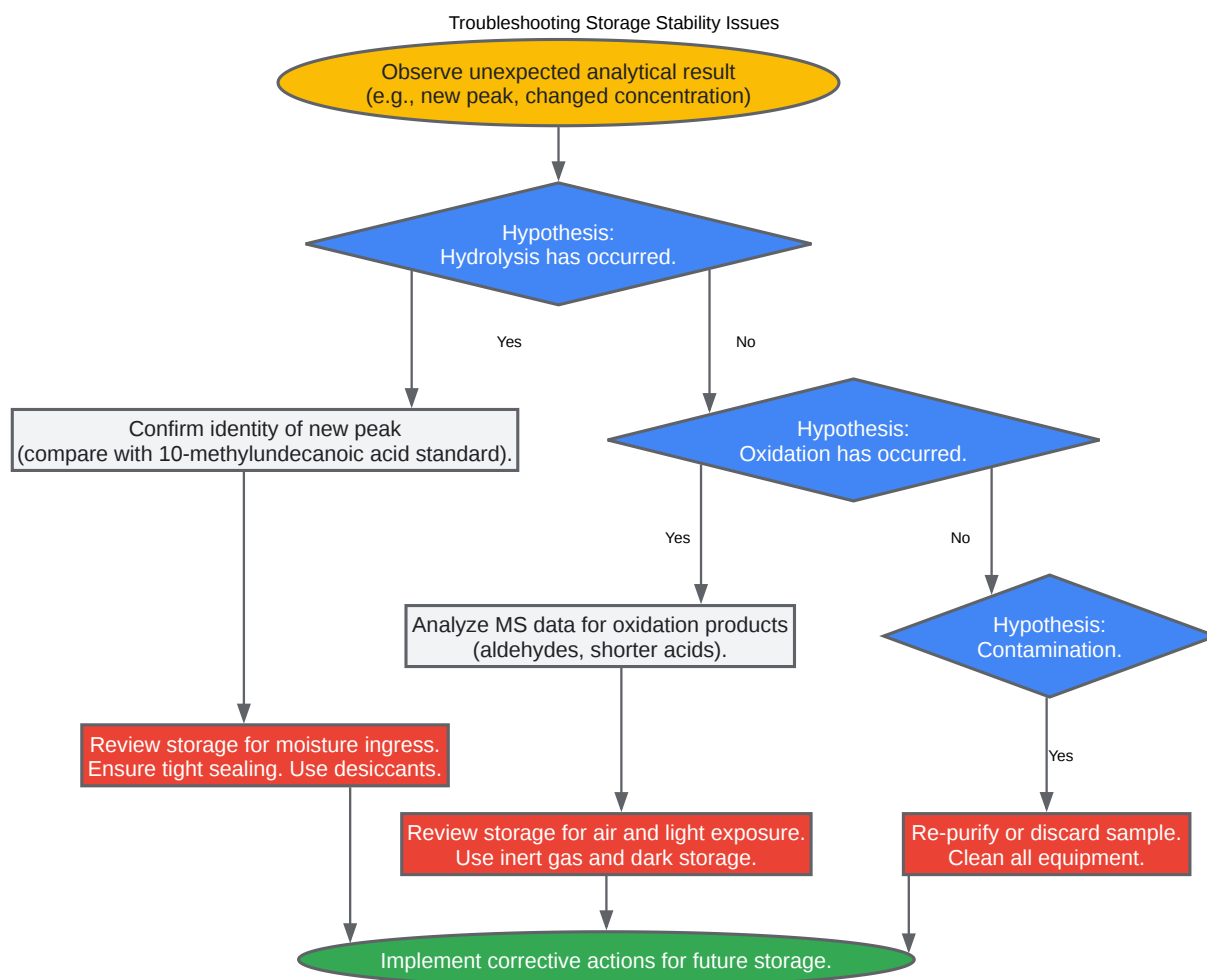 Troubleshooting Storage Stability Issues
Observe unexpected analytical result
(e.g., new peak, changed concentration)
Hypothesis:
Hydrolysis has occurred.
Yes
No
Confirm identity of new peak
(compare with 10-methylundecanoic acid standard).
Hypothesis:
Oxidation has occurred.
Yes
No
Analyze MS data for oxidation products
(aldehydes, shorter acids).
Hypothesis:
Contamination.
Review storage for moisture ingress.
Ensure tight sealing. Use desiccants.
Yes
Review storage for air and light exposure.
Use inert gas and dark storage.
Re-purify or discard sample.
Clean all equipment.
Implement corrective actions for future storage.